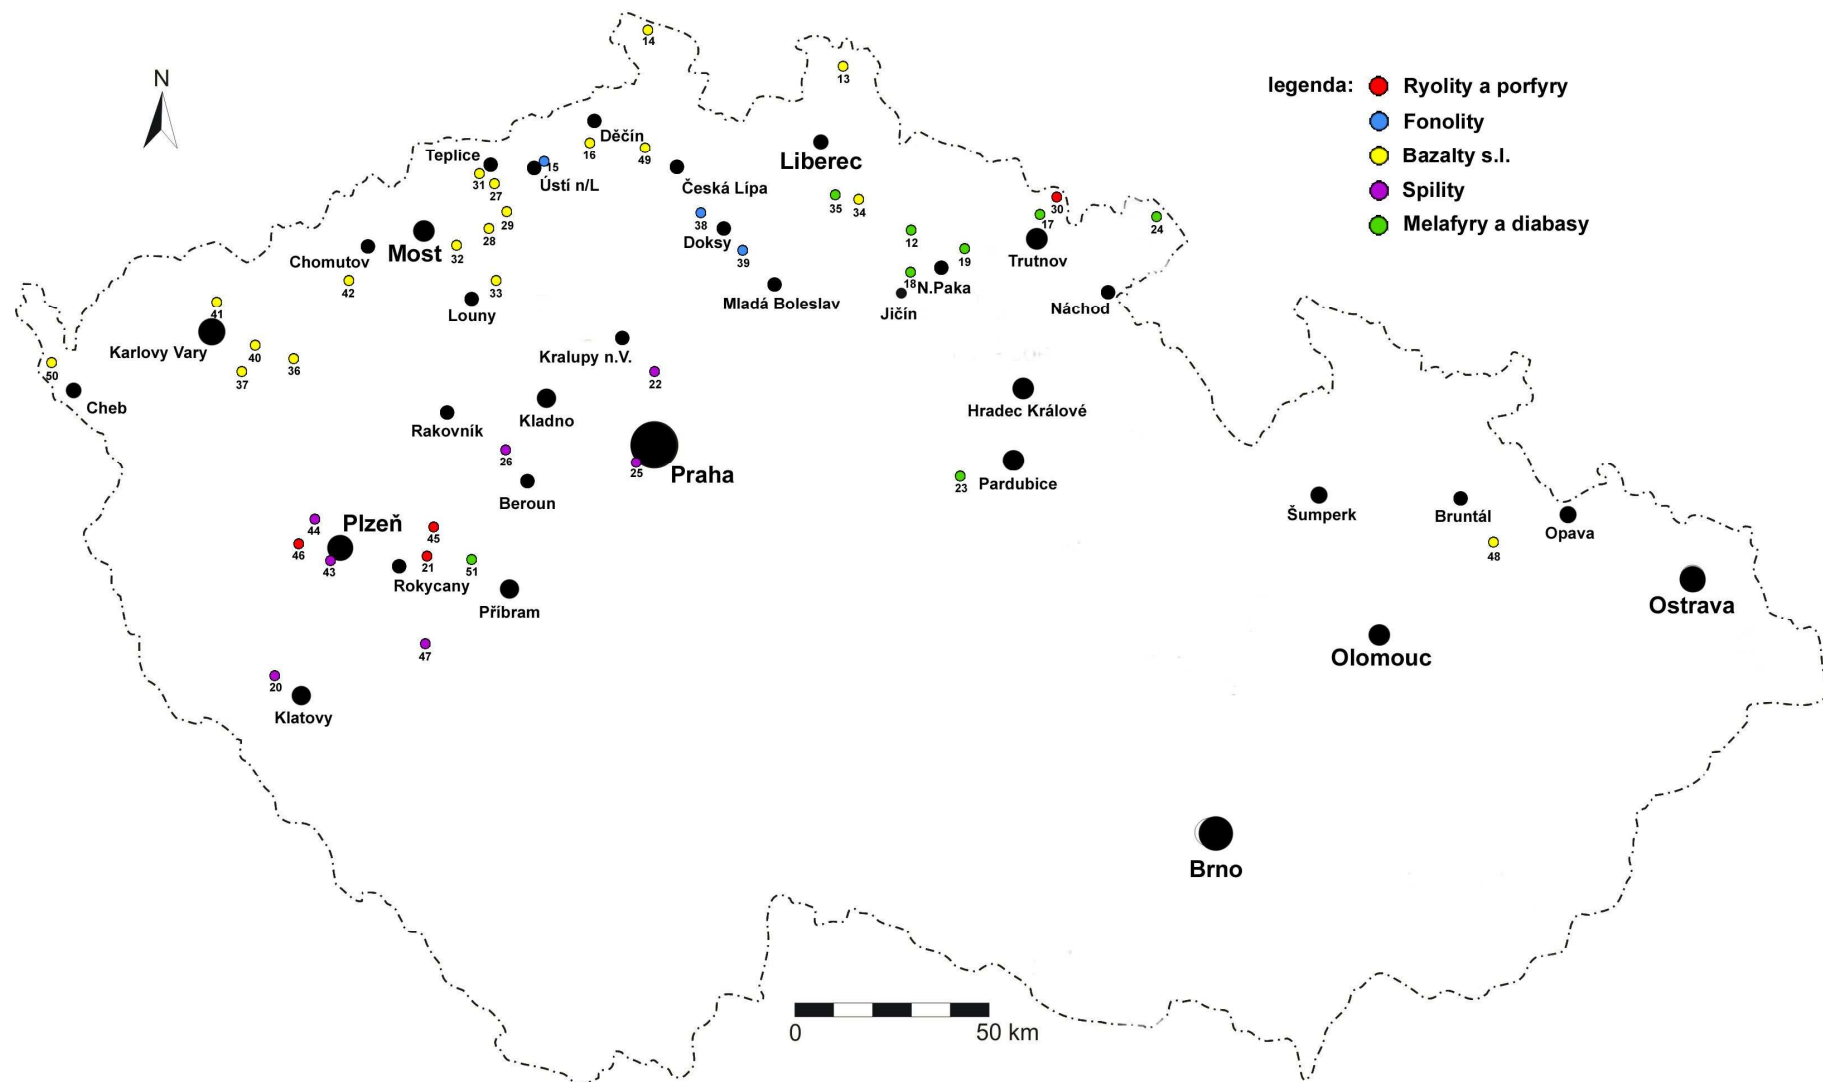 14
N
13
legenda:
Ryolity a porfyry
Fonolity
Bazalty s.l.
Spility
Melafyry a diabasy
Děčín
16
49
Teplice
15
Ústí n/L
31
27
Liberec
Česká Lípa
29
28
38
Doksy
39
35
34
30
17
24
12
Trutnov
19
18
N.Paka
Jičín
Náchod
Most
32
Chomutov
42
33
Louny
Mladá Boleslav
41
Karlovy Vary
40
37
36
50
Cheb
Kralupy n.V.
22
Hradec Králové
Kladno
Rakovník
26
25
Praha
Beroun
23
Pardubice
Šumperk
Bruntál
Opava
48
44
Plzeň
45
46
43
21
51
Rokycany
Příbram
Ostrava
47
Olomouc
20
Klatovy
Brno
0
50 km